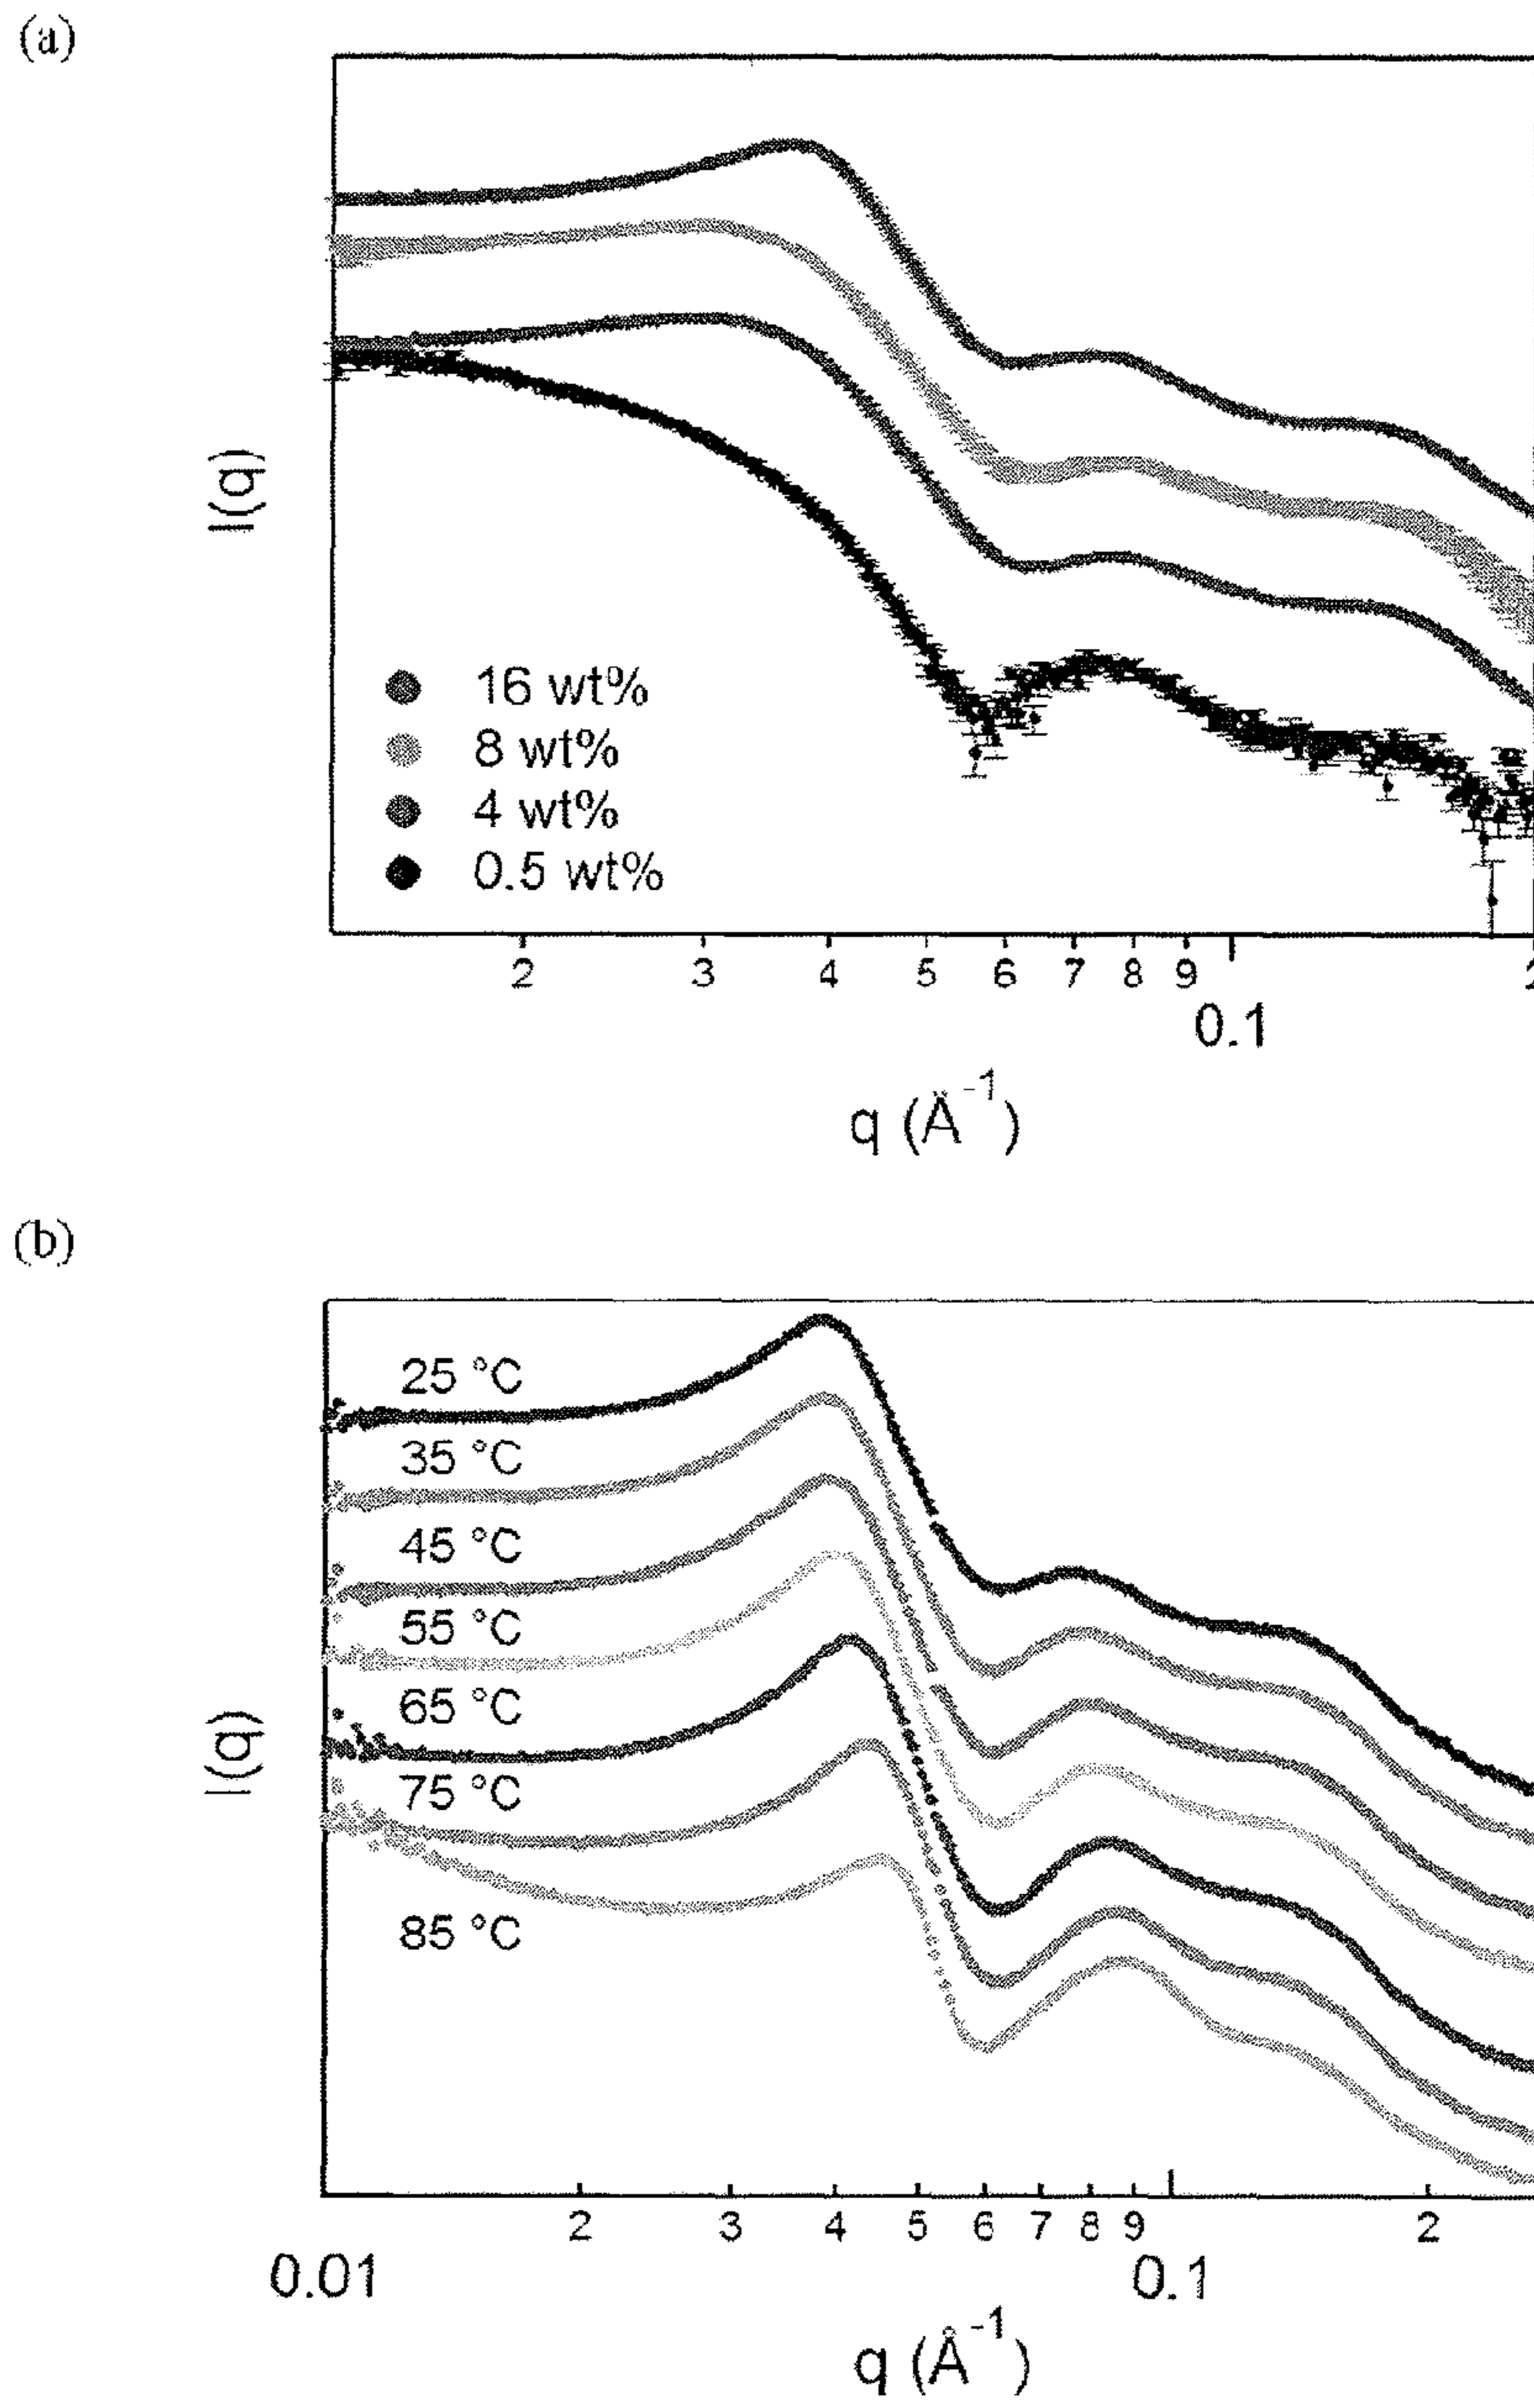 (a)
I(q)
16 wt%
8 wt%
4 wt%
0.5 wt%
2 3 4 5 6 7 8 9 2
0.1
q (Å⁻¹)
(b)
25 °C
35 °C
45 °C
55 °C
65 °C
75 °C
85 °C
I(q)
2 3 4 5 6 7 8 9 2
0.01 0.1
q (Å⁻¹)